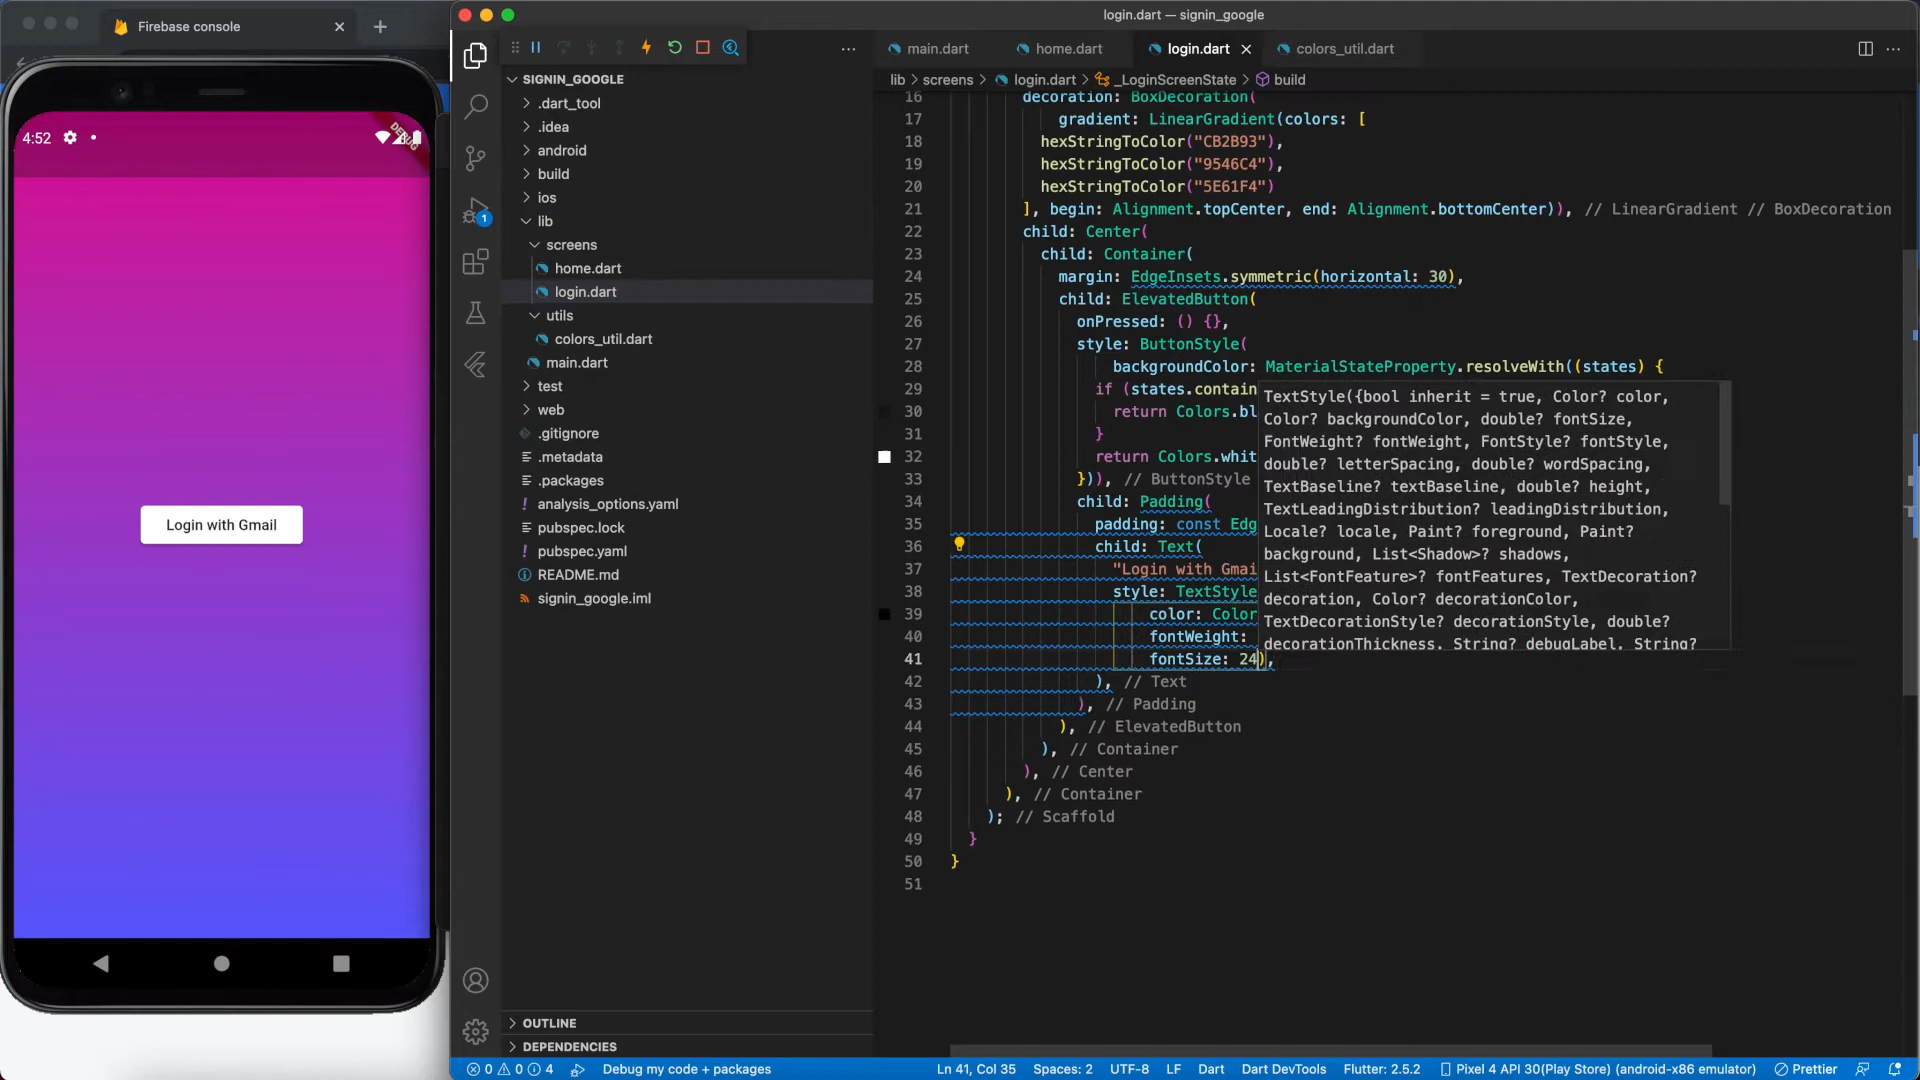 Firebase console
login.dart — signin_google
main.dart
home.dart
login.dart
colors_util.dart
SIGNIN_GOOGLE
lib > screens > login.dart > _LoginScreenState > build
.dart_tool
.idea
android
build
ios
lib
screens
home.dart
login.dart
utils
colors_util.dart
main.dart
test
web
.gitignore
.metadata
.packages
analysis_options.yaml
pubspec.lock
pubspec.yaml
README.md
signin_google.iml
OUTLINE
DEPENDENCIES
1
4:52
DEBUG
Login with Gmail
16 decoration: BoxDecoration(
17 gradient: LinearGradient(colors: [
18 hexStringToColor("CB2B93"),
19 hexStringToColor("9546C4"),
20 hexStringToColor("5E61F4")
21 ], begin: Alignment.topCenter, end: Alignment.bottomCenter)), // LinearGradient // BoxDecoration
22 child: Center(
23 child: Container(
24 margin: EdgeInsets.symmetric(horizontal: 30),
25 child: ElevatedButton(
26 onPressed: () {},
27 style: ButtonStyle(
28 backgroundColor: MaterialStateProperty.resolveWith((states) {
29 if (states.contain
30 return Colors.bl
31 }
32 return Colors.whit
33 })), // ButtonStyle
34 child: Padding(
35 padding: const Edg
36 child: Text(
37 "Login with Gmai
38 style: TextStyle
39 color: Color
40 fontWeight:
41 fontSize: 24),
42 ), // Text
43 ), // Padding
44 ), // ElevatedButton
45 ), // Container
46 ), // Center
47 ), // Container
48 ); // Scaffold
49 }
50 }
51
TextStyle({bool inherit = true, Color? color,
Color? backgroundColor, double? fontSize,
FontWeight? fontWeight, FontStyle? fontStyle,
double? letterSpacing, double? wordSpacing,
TextBaseline? textBaseline, double? height,
TextLeadingDistribution? leadingDistribution,
Locale? locale, Paint? foreground, Paint?
background, List<Shadow>? shadows,
List<FontFeature>? fontFeatures, TextDecoration?
decoration, Color? decorationColor,
TextDecorationStyle? decorationStyle, double?
decorationThickness, String? debugLabel, String?
0 0 4 Debug my code + packages
Ln 41, Col 35 Spaces: 2 UTF-8 LF Dart Dart DevTools Flutter: 2.5.2 Pixel 4 API 30(Play Store) (android-x86 emulator) Prettier